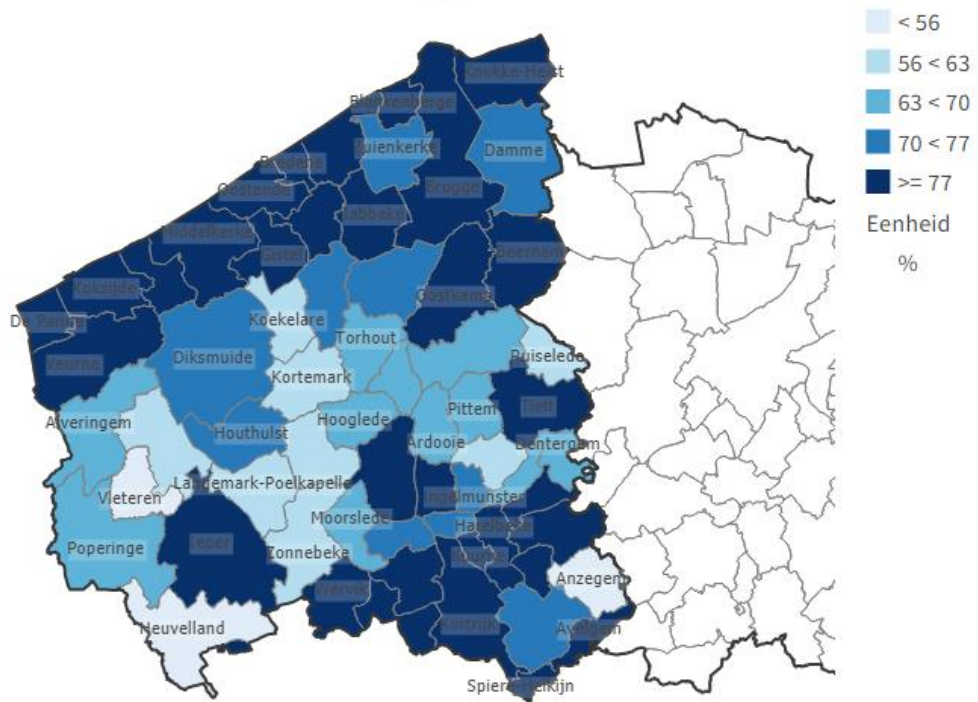 < 56
56 < 63
63 < 70
70 < 77
>= 77
Eenheid
%
Knokke-Heist
Blankenberge
Zuienkerke
Damme
Bredene
Brugge
Oostende
Jabbeke
Middelkerke
Gistel
Beernem
Koksijde
Oostkamp
De Panne
Koekelare
Torhout
Diksmuide
Ruiselede
Veurne
Kortemark
Tielt
Alveringem
Hooglede
Pittem
Houthulst
Ardooie
Dentergem
Langemark-Poelkapelle
Vleteren
Ingelmunster
Moorslede
Harelbeke
Ieper
Poperinge
Zonnebeke
Kuurne
Anzegem
Wervik
Heuvelland
Kortrijk
Avelgem
Spiere-Helkijn